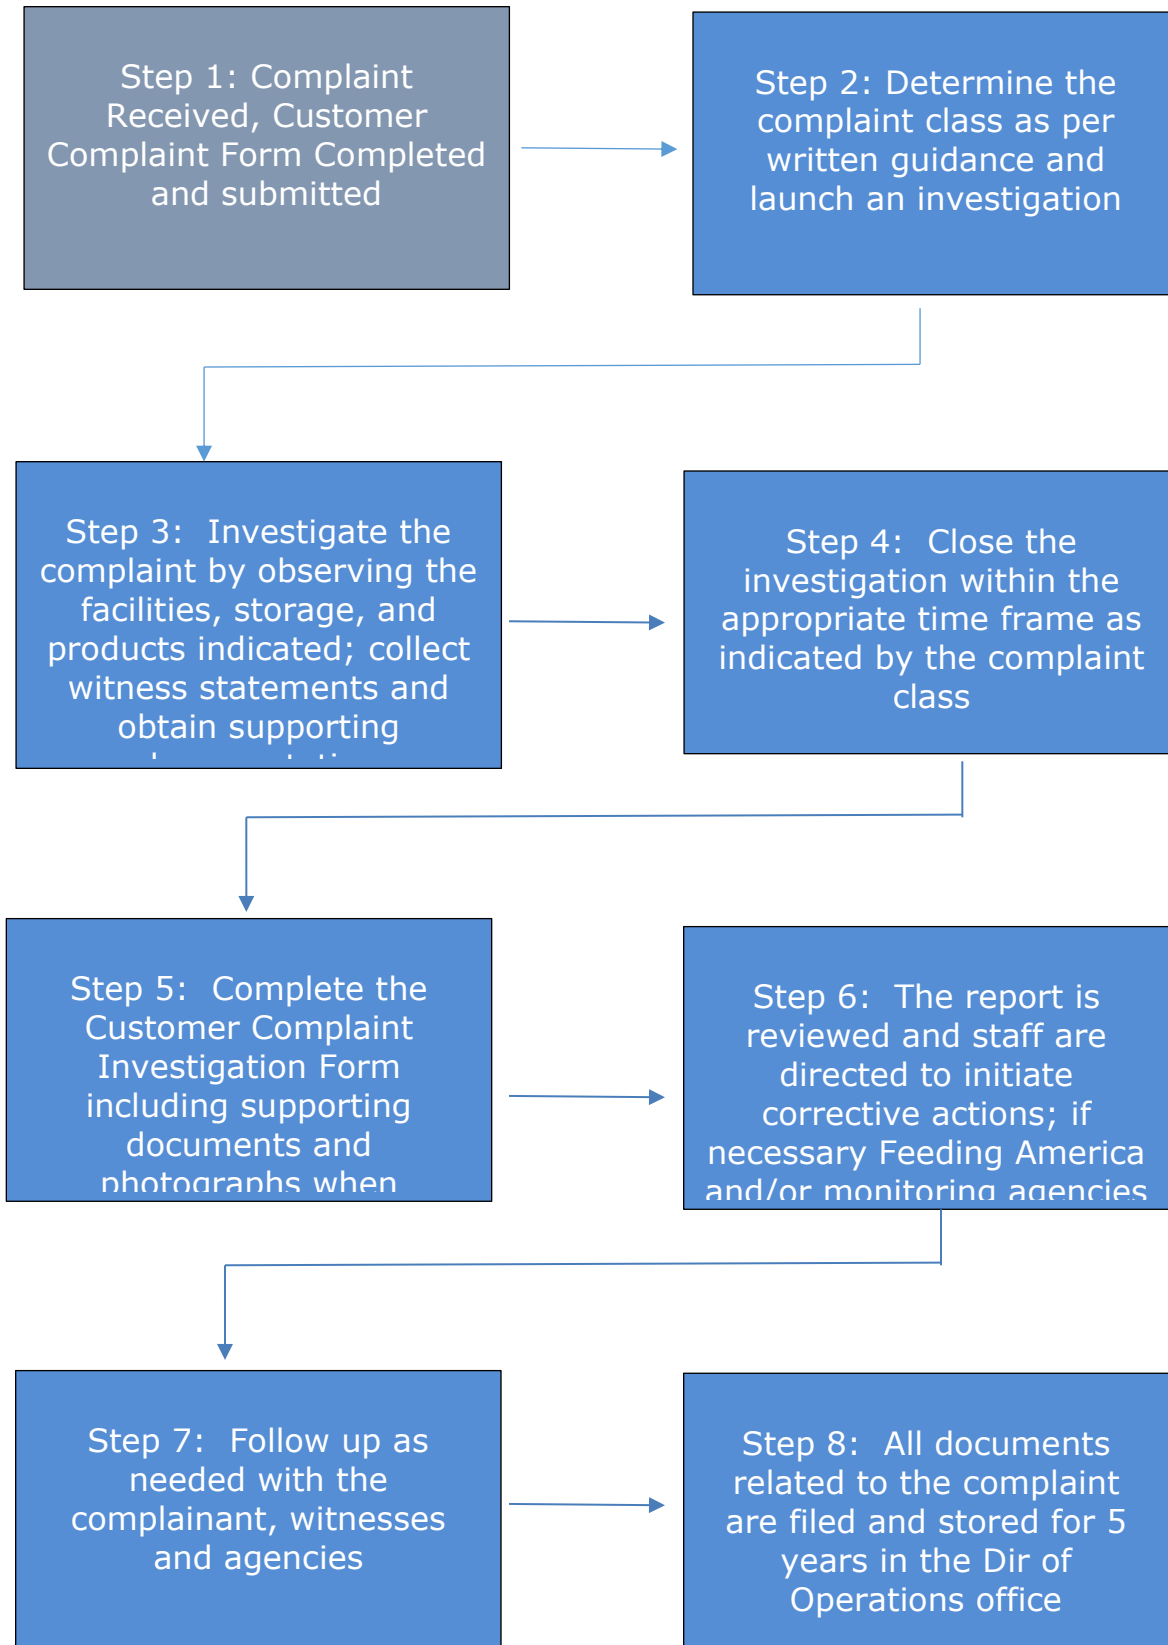 Step 1: Complaint
Received, Customer
Complaint Form Completed
and submitted
Step 2: Determine the
complaint class as per
written guidance and
launch an investigation
Step 3: Investigate the
complaint by observing the
facilities, storage, and
products indicated; collect
witness statements and
obtain supporting
Step 4: Close the
investigation within the
appropriate time frame as
indicated by the complaint
class
Step 5: Complete the
Customer Complaint
Investigation Form
including supporting
documents and
photographs when
Step 6: The report is
reviewed and staff are
directed to initiate
corrective actions; if
necessary Feeding America
and/or monitoring agencies
Step 7: Follow up as
needed with the
complainant, witnesses
and agencies
Step 8: All documents
related to the complaint
are filed and stored for 5
years in the Dir of
Operations office